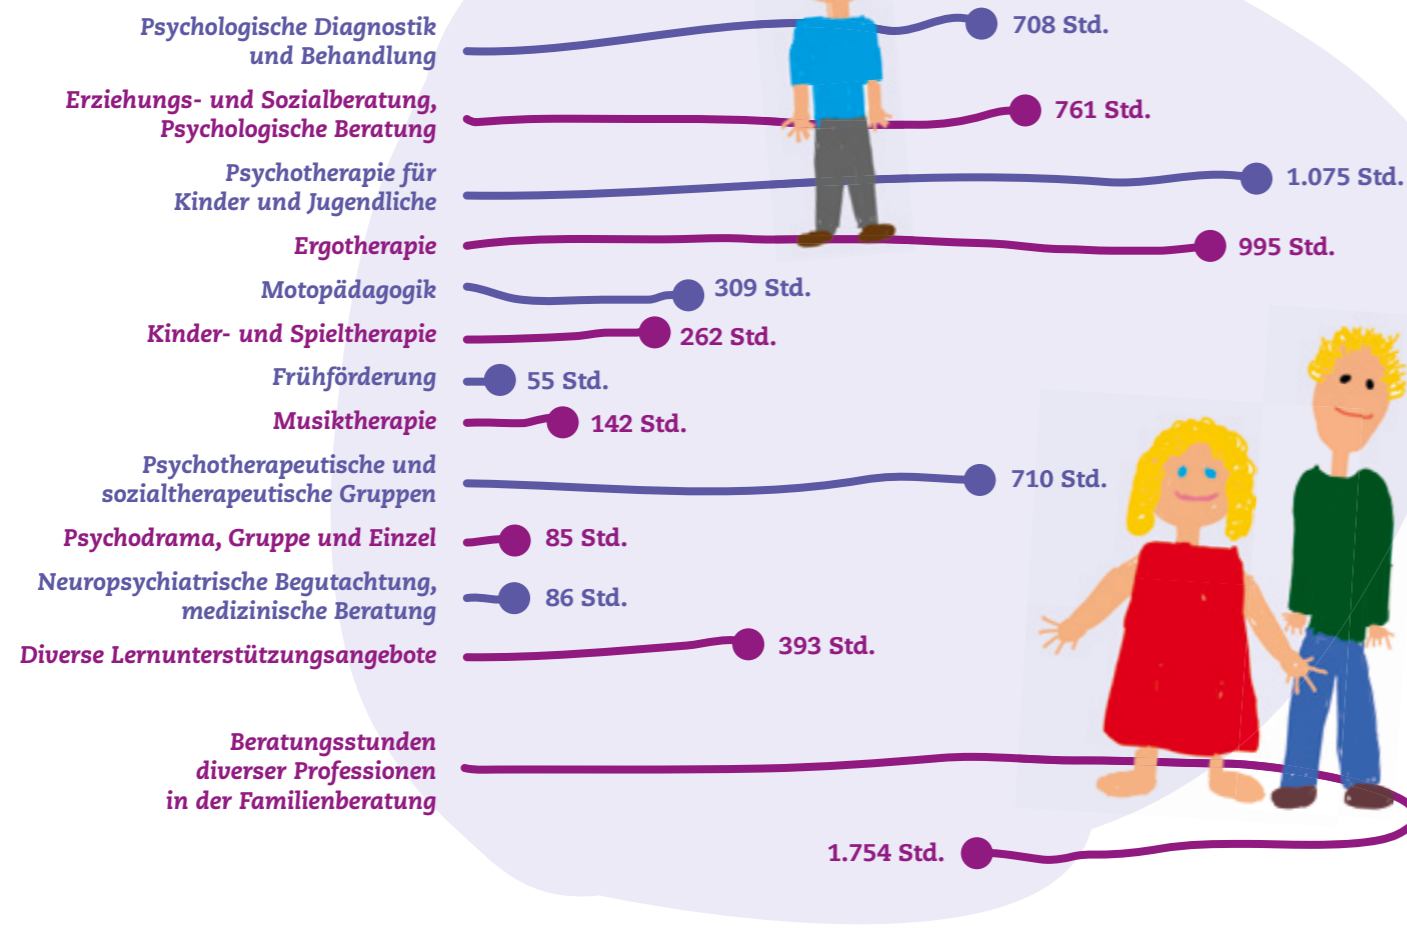 Psychologische Diagnostik
und Behandlung
708 Std.
Erziehungs- und Sozialberatung,
Psychologische Beratung
761 Std.
Psychotherapie für
Kinder und Jugendliche
1.075 Std.
Ergotherapie
995 Std.
Motopädagogik
309 Std.
Kinder- und Spieltherapie
262 Std.
Frühförderung
55 Std.
Musiktherapie
142 Std.
Psychotherapeutische und
sozialtherapeutische Gruppen
710 Std.
Psychodrama, Gruppe und Einzel
85 Std.
Neuropsychiatrische Begutachtung,
medizinische Beratung
86 Std.
Diverse Lernunterstützungsangebote
393 Std.
Beratungsstunden
diverser Professionen
in der Familienberatung
1.754 Std.